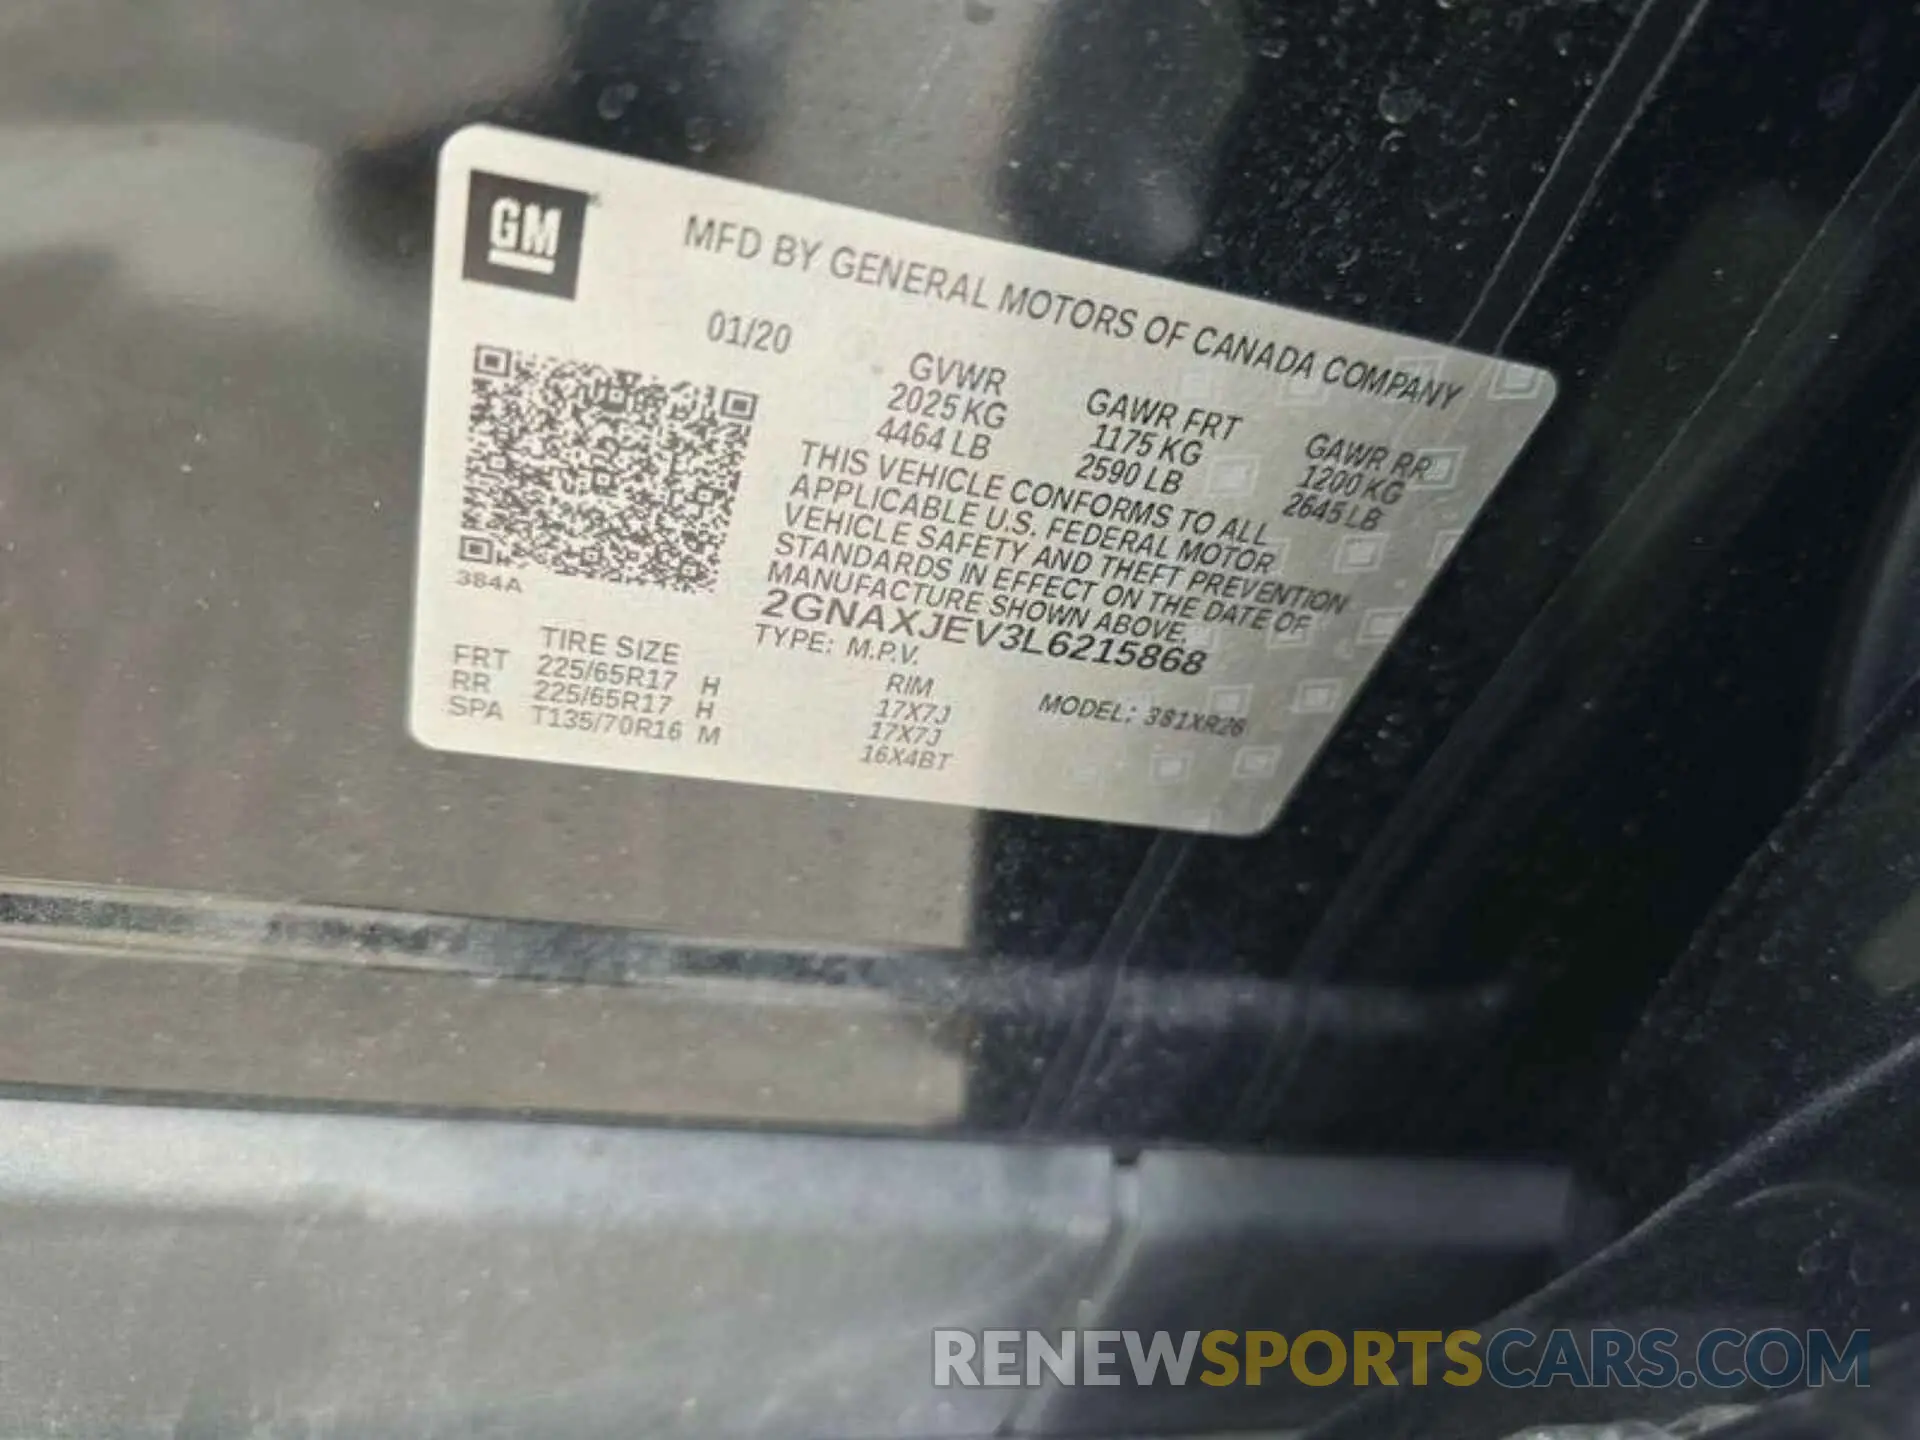 GM
MFD BY GENERAL MOTORS OF CANADA COMPANY
01/20
GVWR
2025 KG
4464 LB
GAWR FRT
1175 KG
2590 LB
GAWR RR
1200 KG
2645 LB
THIS VEHICLE CONFORMS TO ALL
APPLICABLE U.S. FEDERAL MOTOR
VEHICLE SAFETY AND THEFT PREVENTION
STANDARDS IN EFFECT ON THE DATE OF
MANUFACTURE SHOWN ABOVE.
2GNAXJEV3L6215868
TYPE: M.P.V.
MODEL: 381XR26
384A
TIRE SIZE RIM
FRT 225/65R17 H 17X7J
RR 225/65R17 H 17X7J
SPA T135/70R16 M 16X4BT
RENEWSPORTSCARS.COM